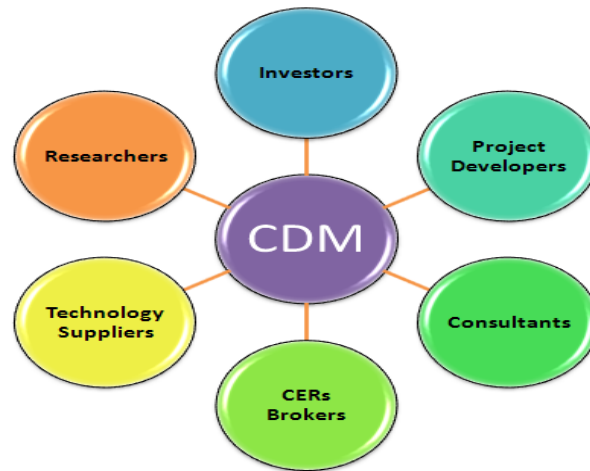 Investors
Researchers
Project
Developers
CDM
Technology
Suppliers
Consultants
CERs
Brokers